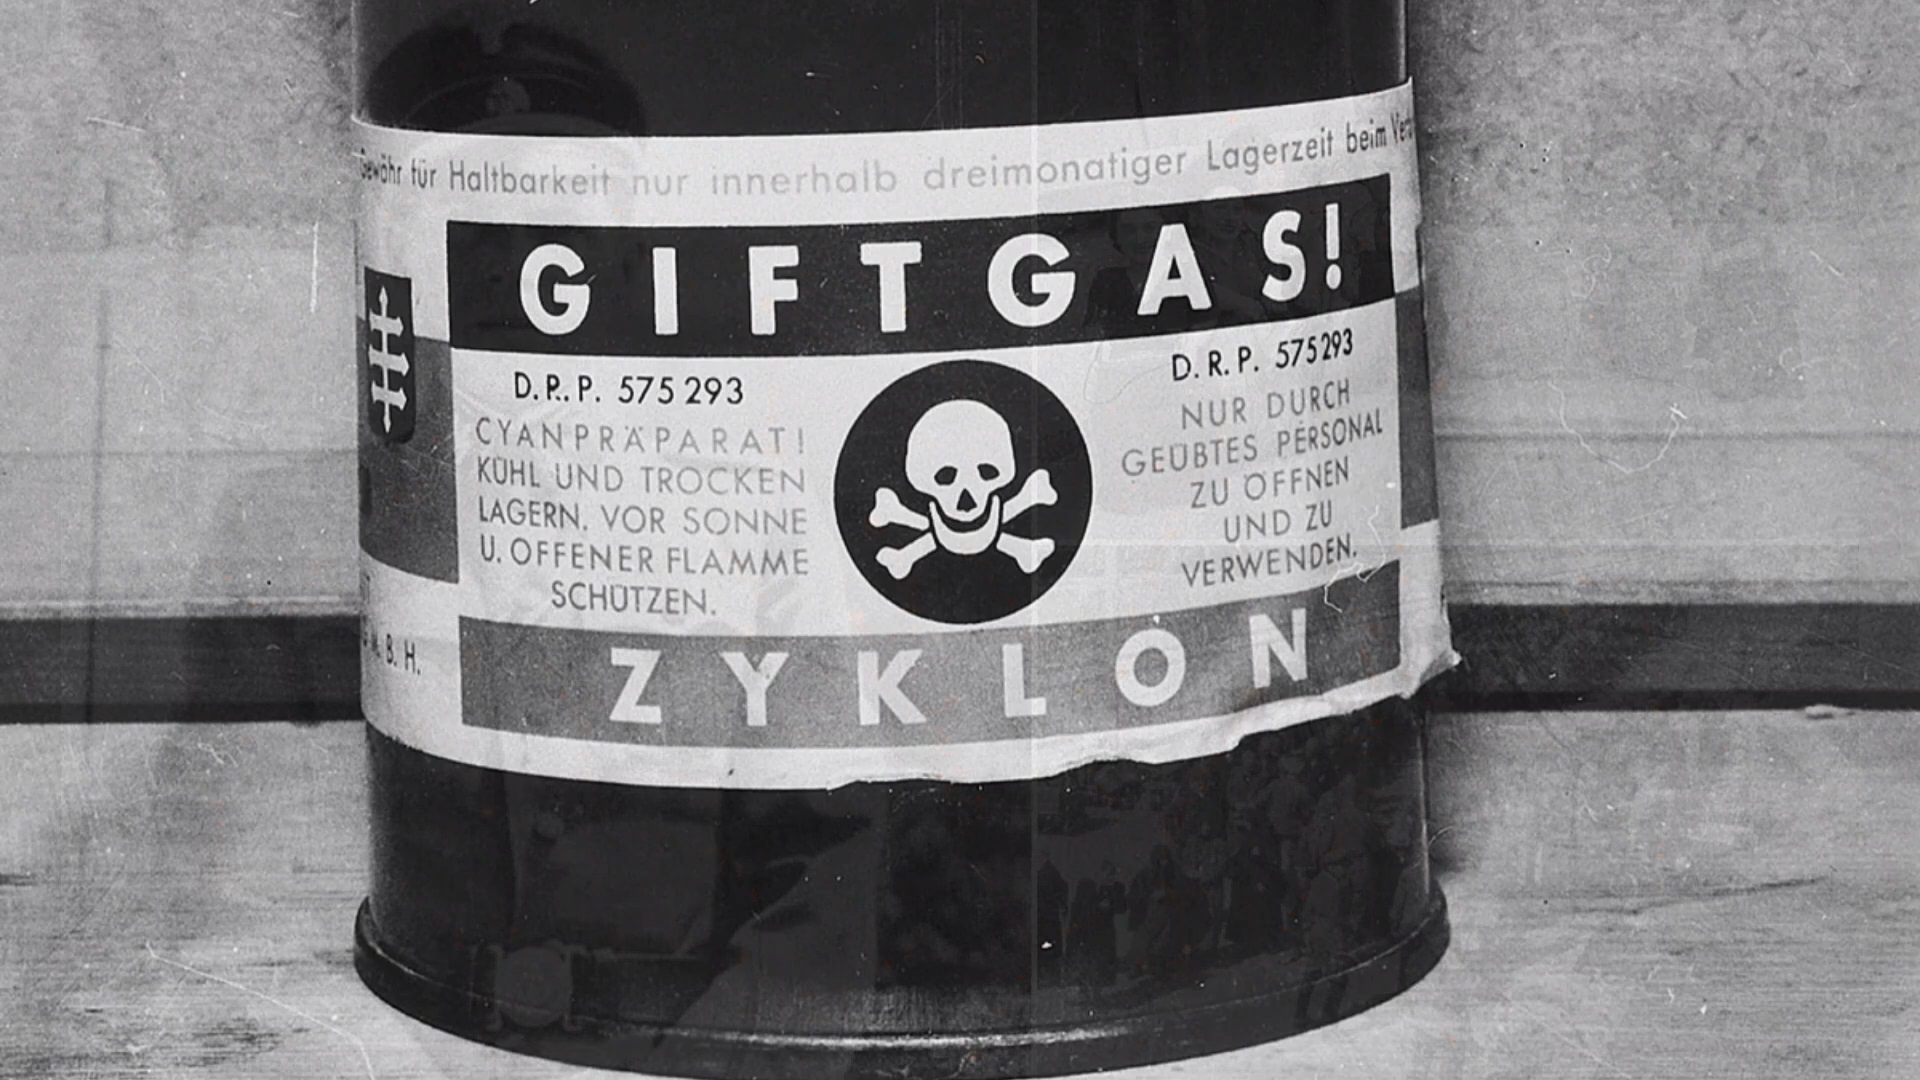 Gewähr für Haltbarkeit nur innerhalb dreimonatiger Lagerzeit beim
GIFTGAS!
D.R.P. 575293
CYANPRÄPARAT!
KÜHL UND TROCKEN
LAGERN. VOR SONNE
U. OFFENER FLAMME
SCHÜTZEN.
D.R.P. 575293
NUR DURCH
GEÜBTES PERSONAL
ZU ÖFFNEN
UND ZU
VERWENDEN.
ZYKLON
M. B. H.